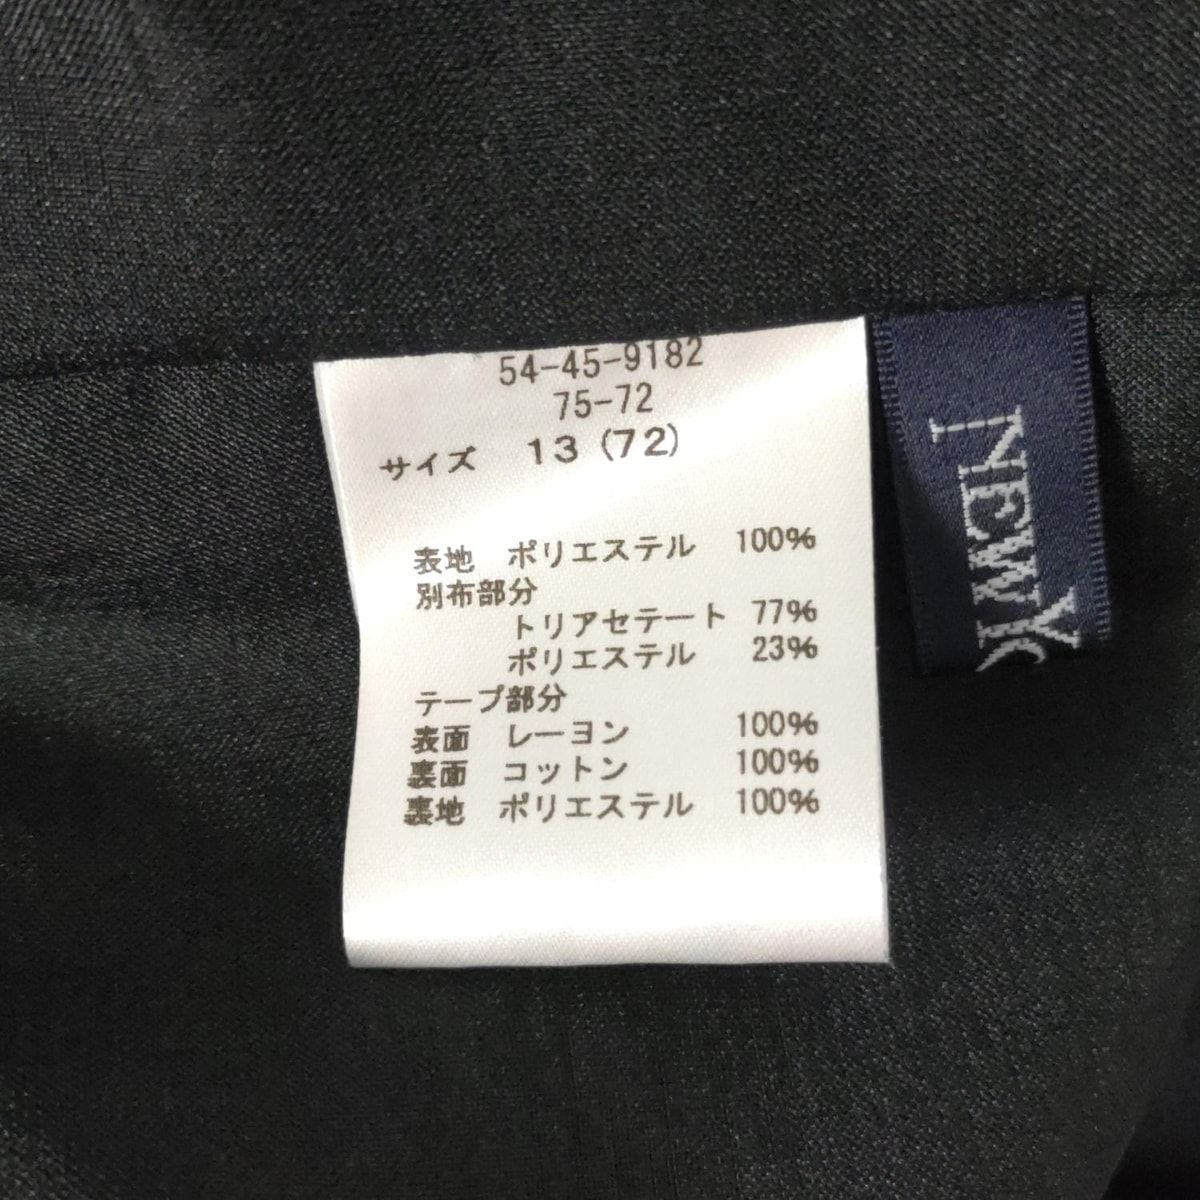 54-45-9182
75-72
サイズ 13 (72)
表地 ポリエステル 100%
別布部分
トリアセテート 77%
ポリエステル 23%
テープ部分
表面 レーヨン 100%
裏面 コットン 100%
裏地 ポリエステル 100%
NEWYO